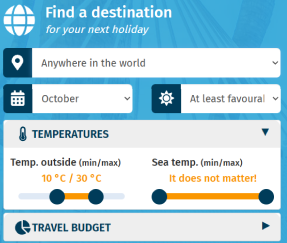 Find a destination
for your next holiday
Anywhere in the world
October
At least favoural
TEMPERATURES
Temp. outside (min/max)
Sea temp. (min/max)
10 °C / 30 °C
It does not matter!
TRAVEL BUDGET